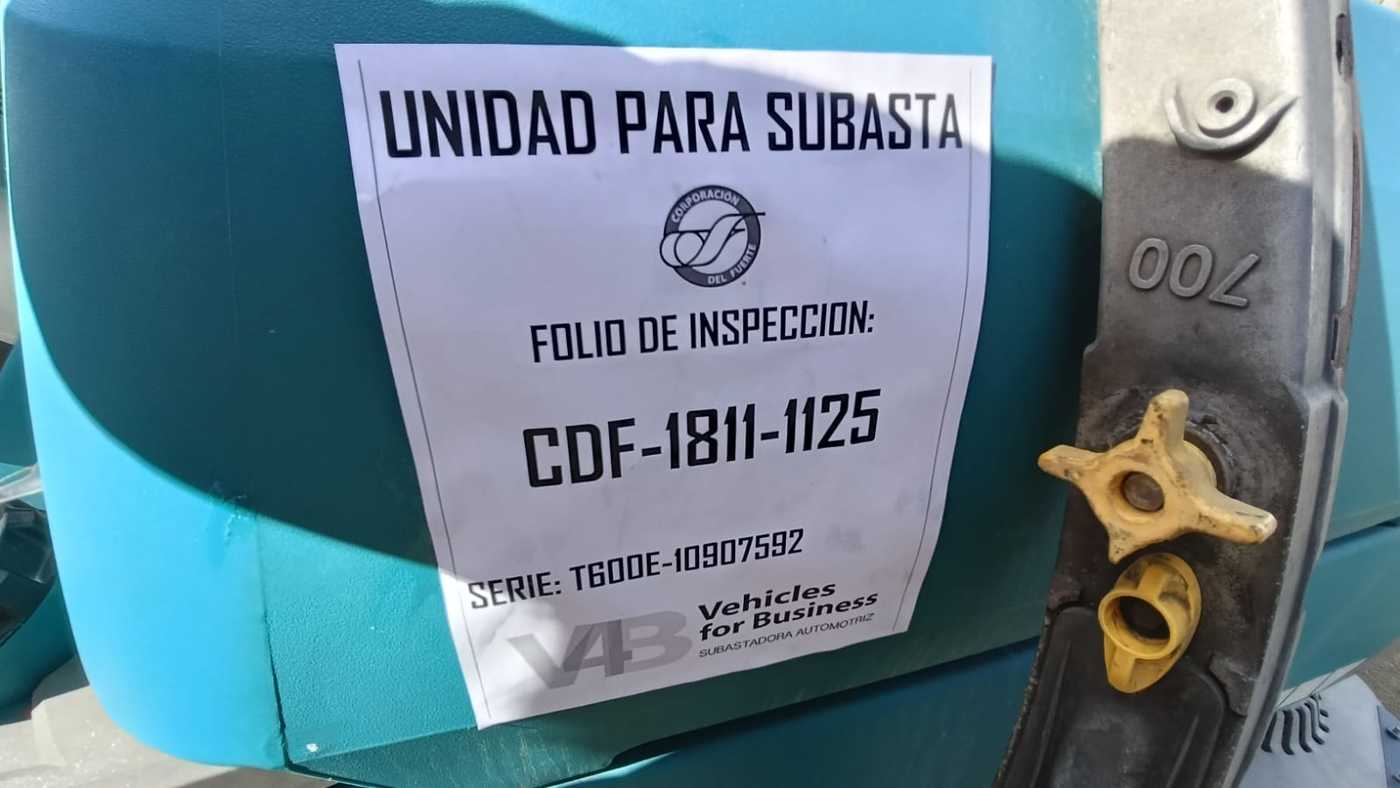 UNIDAD PARA SUBASTA
CORPORACIÓN
DEL FUERTE
FOLIO DE INSPECCION:
CDF-1811-1125
SERIE: T600E-10907592
VAB Vehicles
for Business
SUBASTADORA AUTOMOTRIZ
700